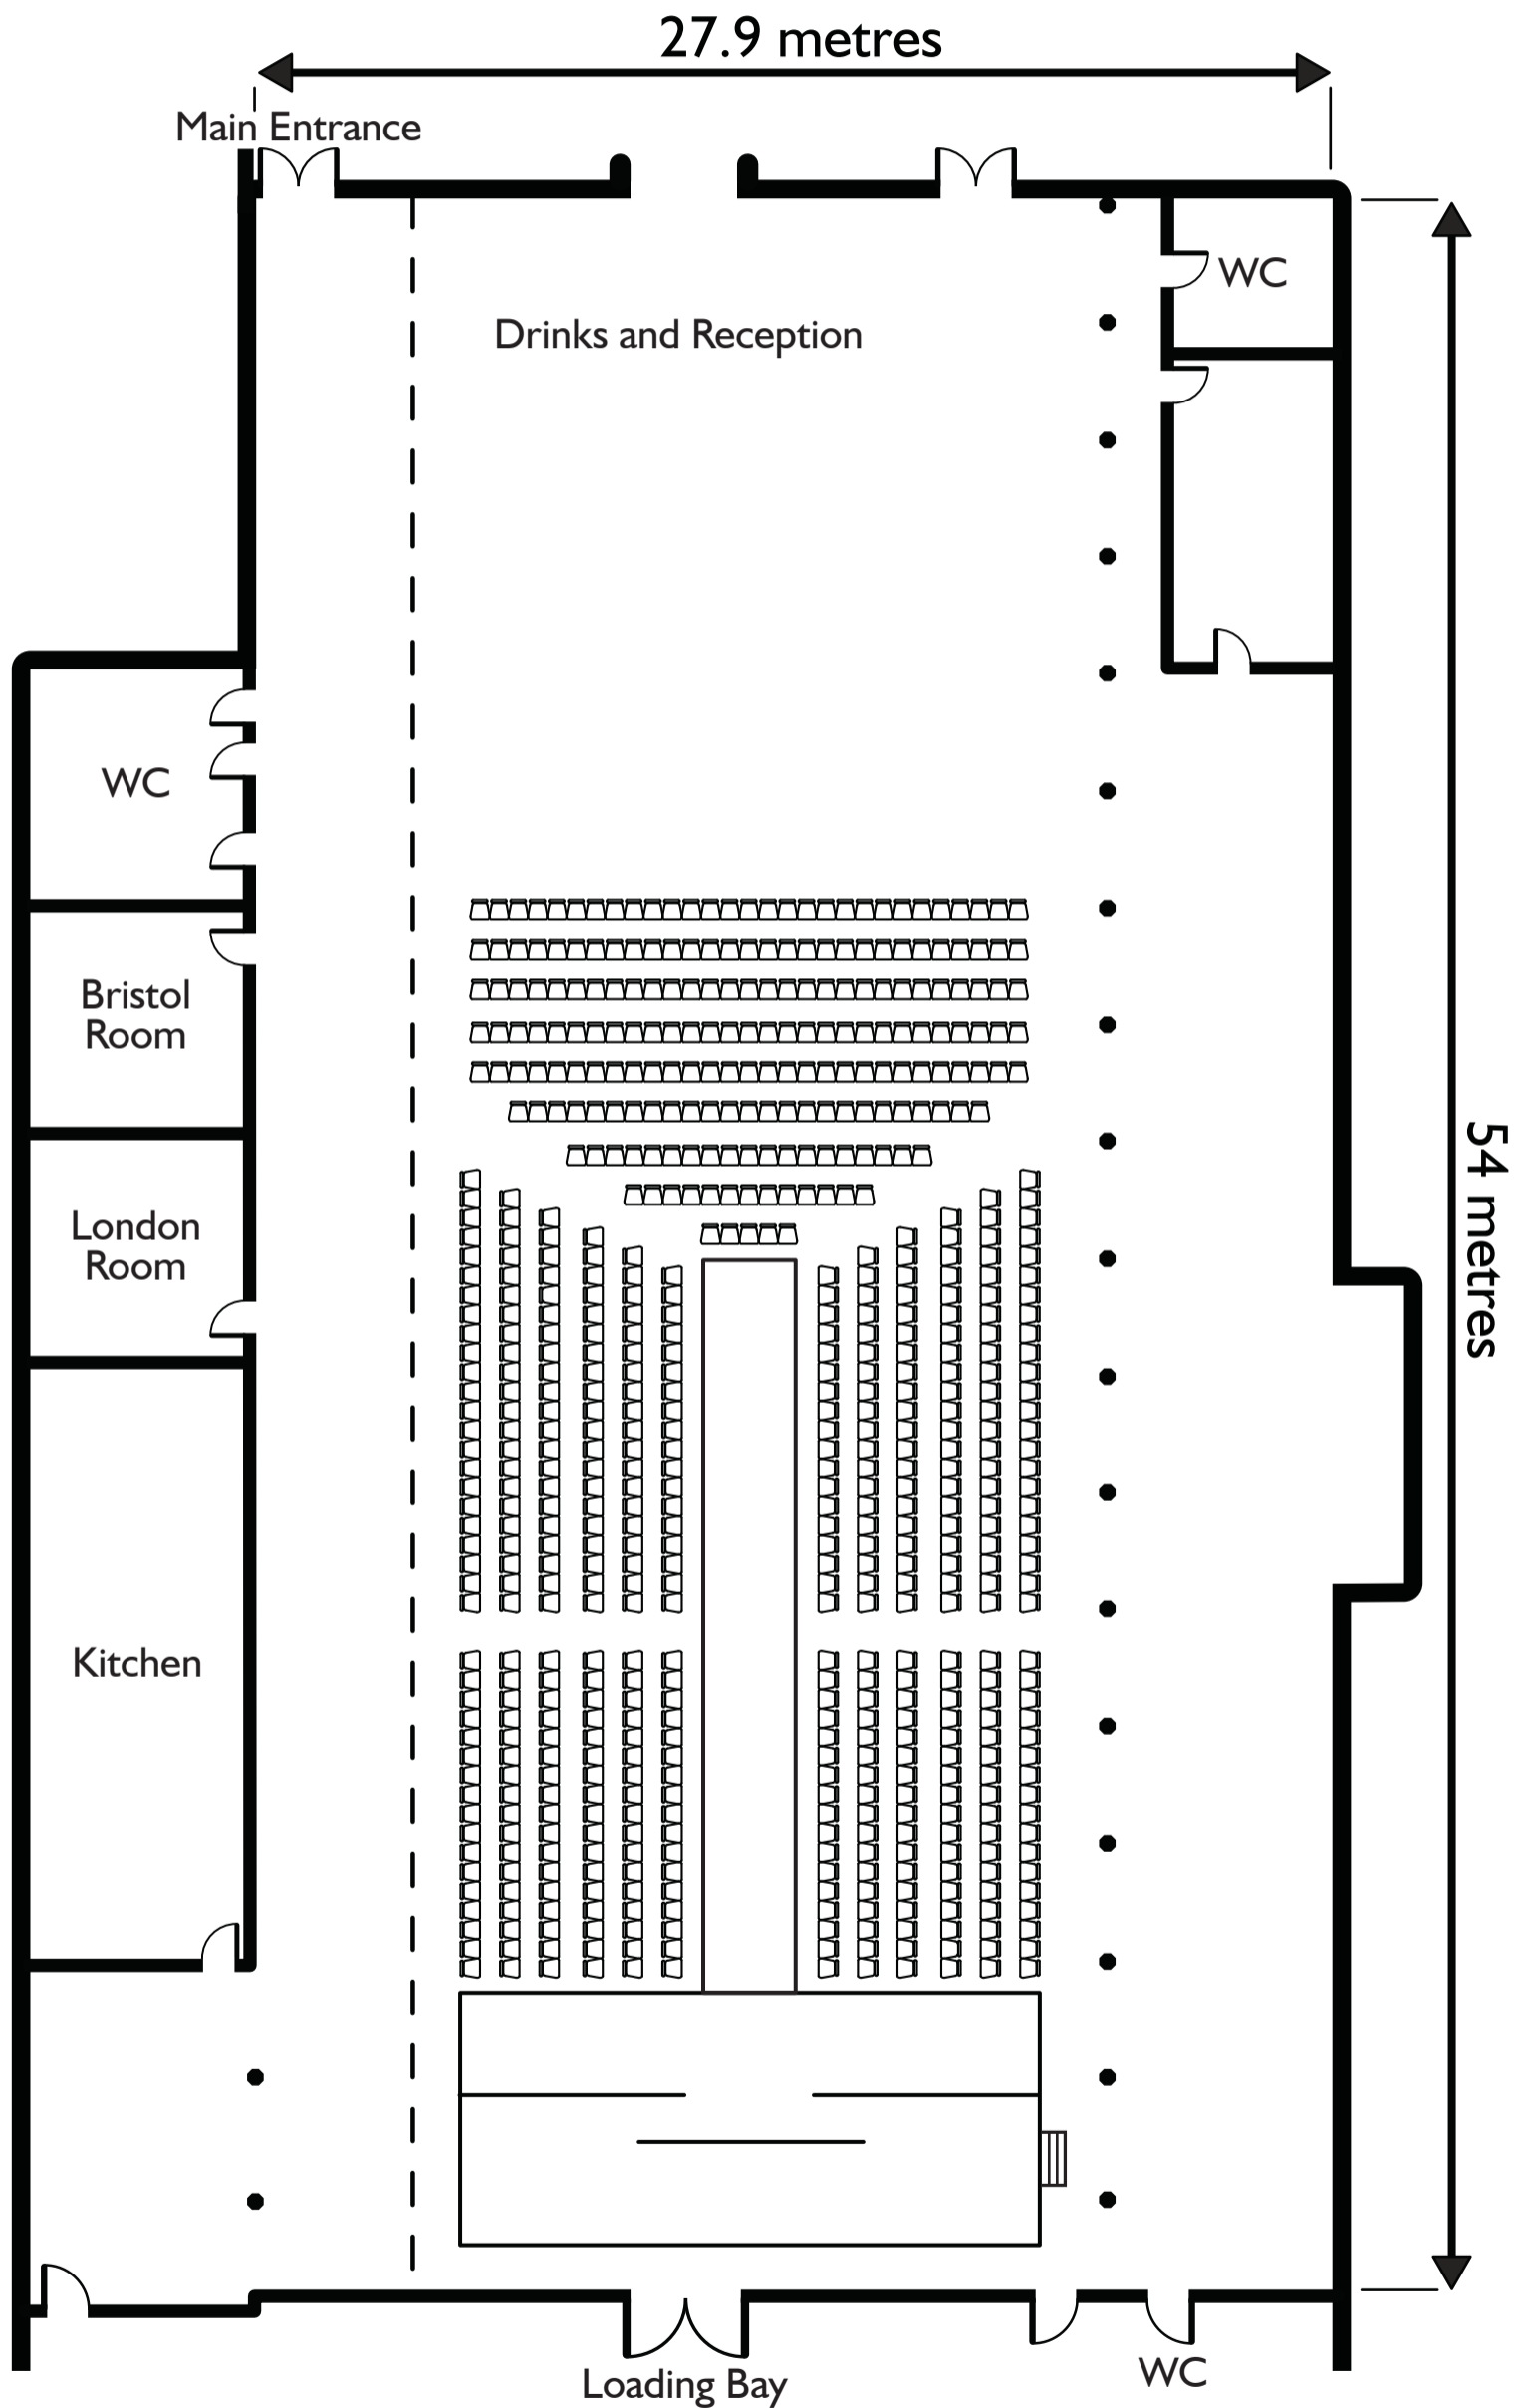 27.9 metres
Main Entrance
WC
Drinks and Reception
WC
Bristol
Room
54 metres
London
Room
Kitchen
Loading Bay
WC